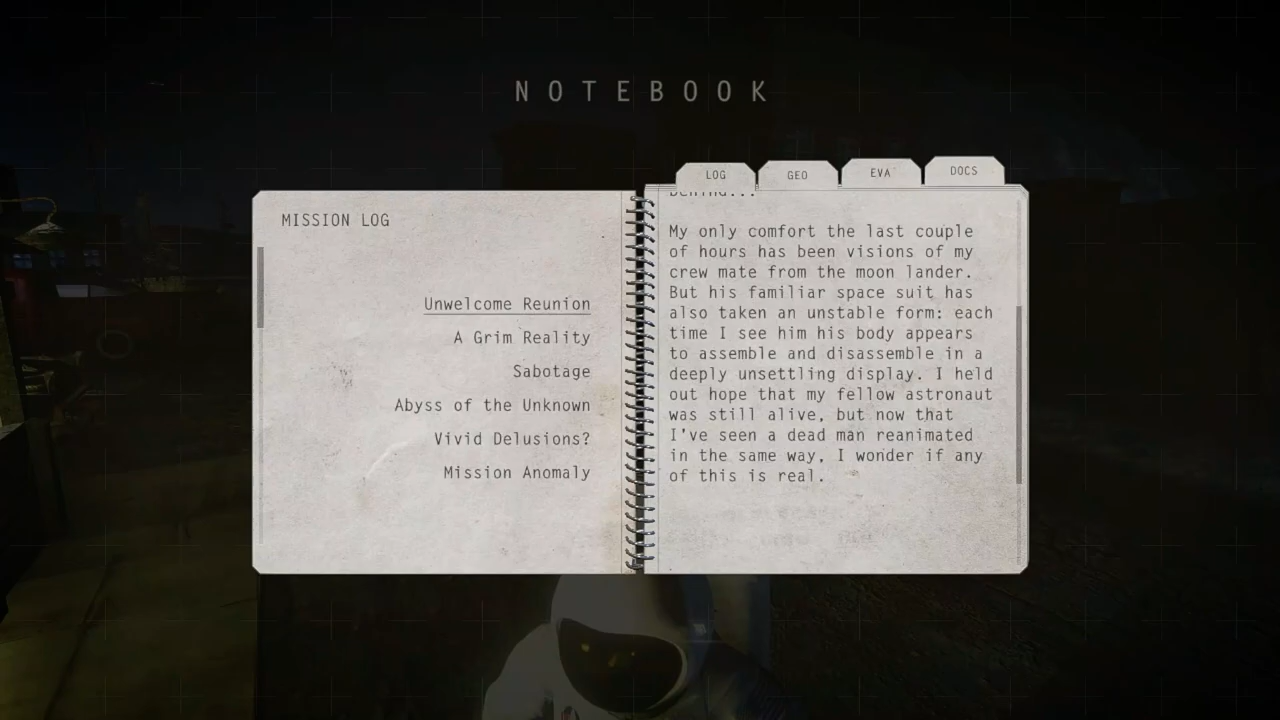 NOTEBOOK
LOG
GEO
EVA
DOCS
MISSION LOG
Unwelcome Reunion
A Grim Reality
Sabotage
Abyss of the Unknown
Vivid Delusions?
Mission Anomaly
behind...
My only comfort the last couple
of hours has been visions of my
crew mate from the moon lander.
But his familiar space suit has
also taken an unstable form: each
time I see him his body appears
to assemble and disassemble in a
deeply unsettling display. I held
out hope that my fellow astronaut
was still alive, but now that
I've seen a dead man reanimated
in the same way, I wonder if any
of this is real.